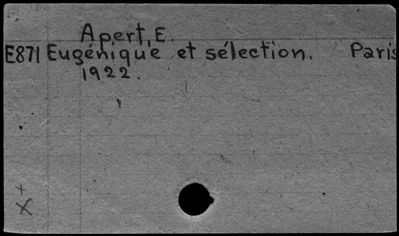 Apert, E.
E871 Eugénique et sélection. Paris
1922.
+
X